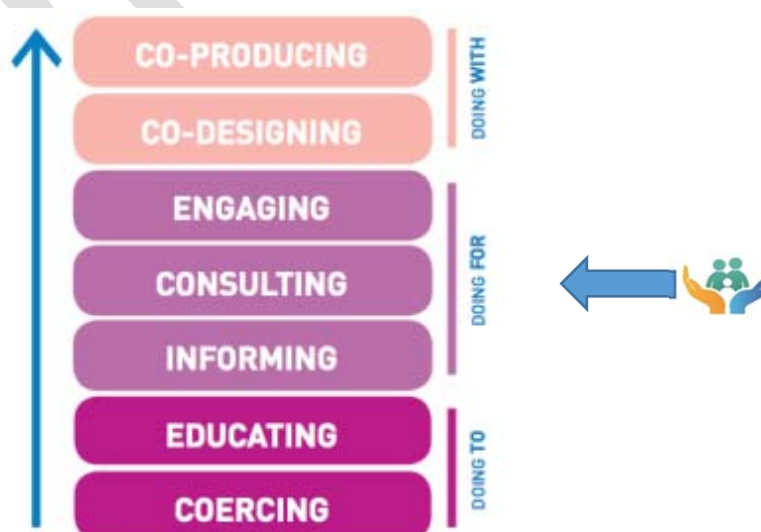 CO-PRODUCING
CO-DESIGNING
DOING WITH
ENGAGING
CONSULTING
INFORMING
DOING FOR
EDUCATING
COERCING
DOING TO